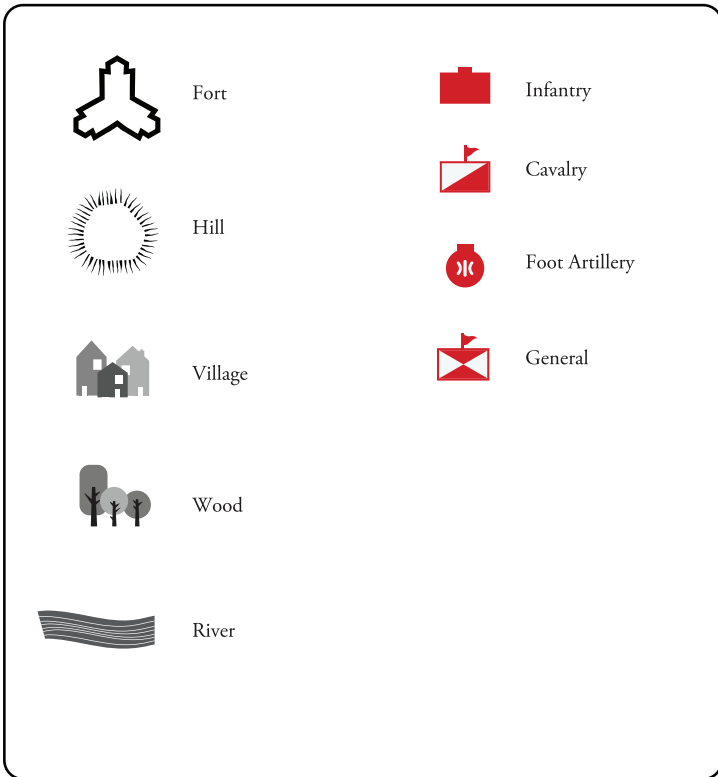 Fort
Hill
Village
Wood
River
Infantry
Cavalry
Foot Artillery
General